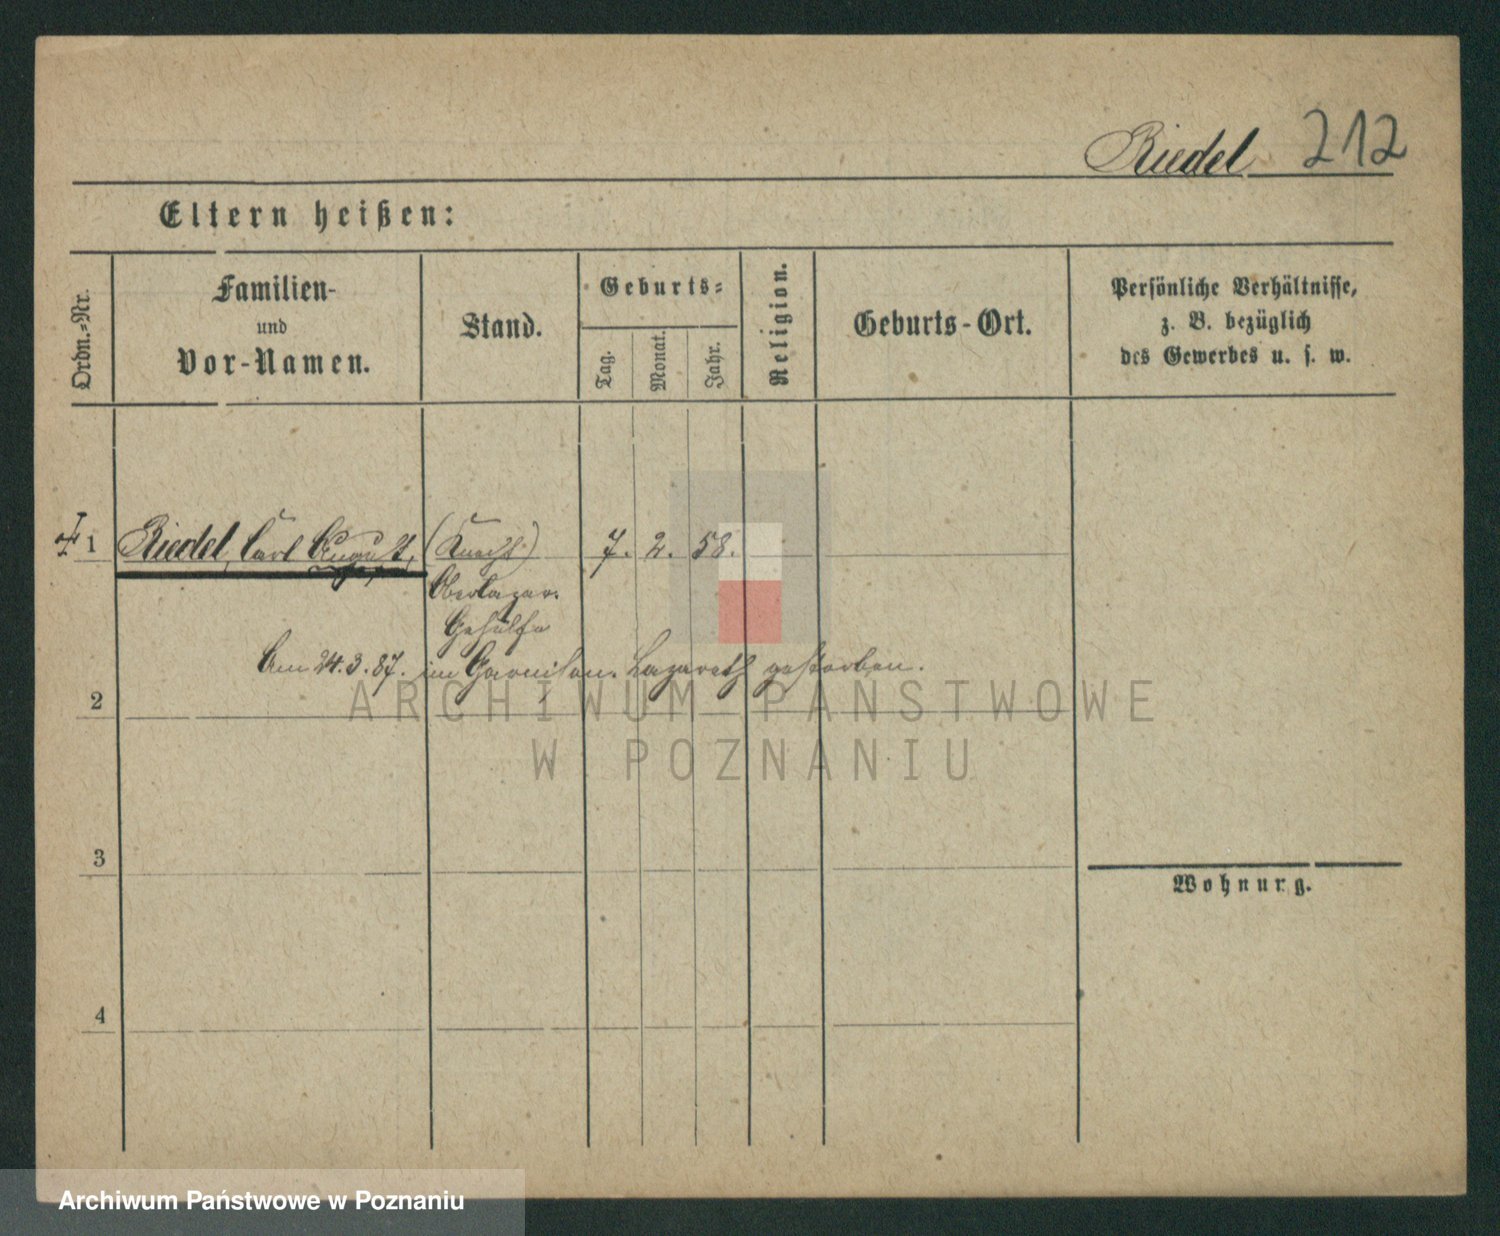 Riedel 212
Eltern heißen:
Ordn.=Nr.
Familien-
und
Vor-Namen.
Stand.
Geburts=
Tag.
Monat.
Jahr.
Religion.
Geburts-Ort.
Persönliche Verhältnisse,
z. B. bezüglich
des Gewerbes u. s. w.
1 Riedel, Carl August, (Knecht) 7. 2. 58.
Oberlazar.
Gehülfe
Am 24.3.87. im Garnison. Lazareth gestorben.
2
3
Wohnung.
4
ARCHIWUM PAŃSTWOWE
W POZNANIU
Archiwum Państwowe w Poznaniu